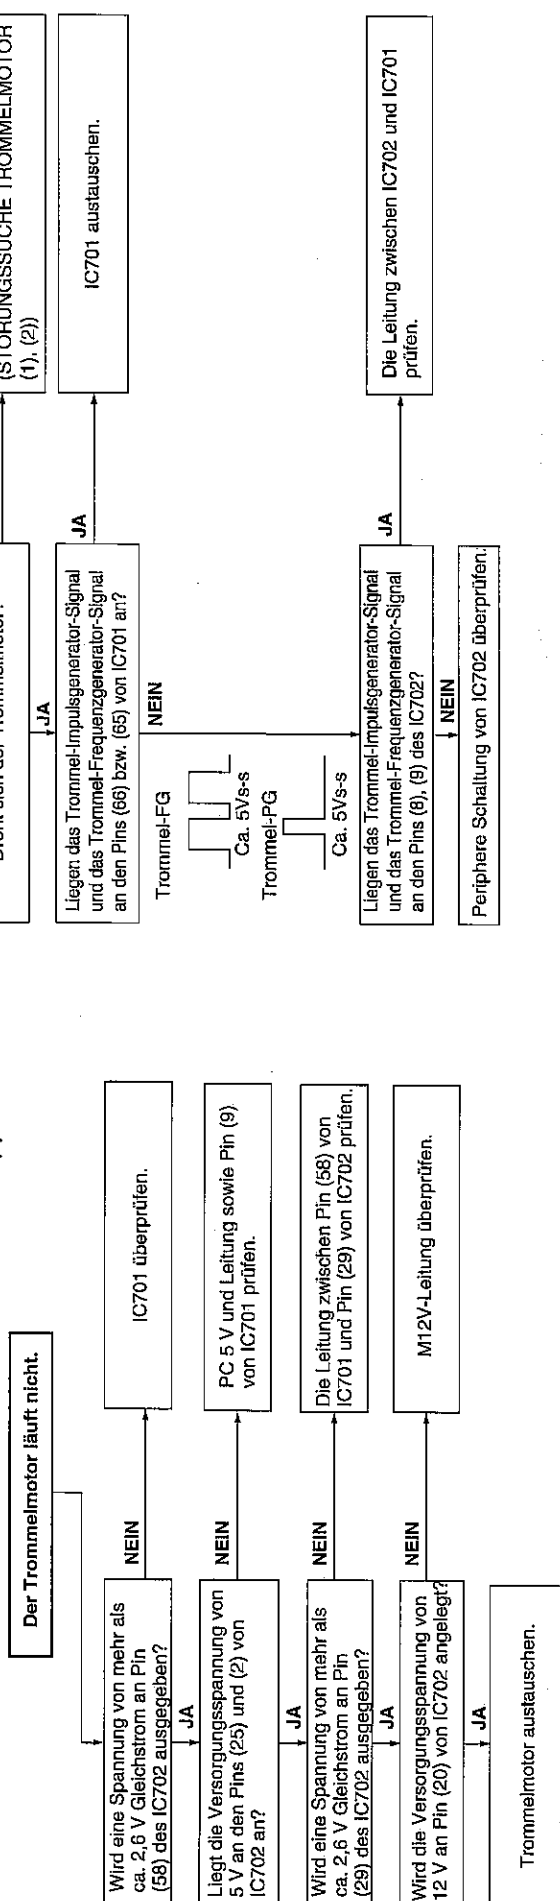 Der Trommelmotor läuft nicht.
Wird eine Spannung von mehr als
ca. 2,6 V Gleichstrom an Pin
(58) des IC702 ausgegeben?
NEIN
IC701 überprüfen.
JA
Liegt die Versorgungsspannung von
5 V an den Pins (25) und (2) von
IC702 an?
NEIN
PC 5 V und Leitung sowie Pin (9)
von IC701 prüfen.
JA
Wird eine Spannung von mehr als
ca. 2,6 V Gleichstrom an Pin
(29) des IC702 ausgegeben?
NEIN
Die Leitung zwischen Pin (58) von
IC701 und Pin (29) von IC702 prüfen.
JA
Wird die Versorgungsspannung von
12 V an Pin (20) von IC702 angelegt?
NEIN
M12V-Leitung überprüfen.
JA
Trommelmotor austauschen.
(STÖRUNGSSUCHE TROMMELMOTOR
(1), (2))
JA
Liegen das Trommel-Impulsgenerator-Signal
und das Trommel-Frequenzgenerator-Signal
an den Pins (66) bzw. (65) von IC701 an?
JA
IC701 austauschen.
NEIN
Trommel-FG
Ca. 5Vs-s
Trommel-PG
Ca. 5Vs-s
Liegen das Trommel-Impulsgenerator-Signal
und das Trommel-Frequenzgenerator-Signal
an den Pins (8), (9) des IC702?
JA
Die Leitung zwischen IC702 und IC701
prüfen.
NEIN
Periphere Schaltung von IC702 überprüfen.